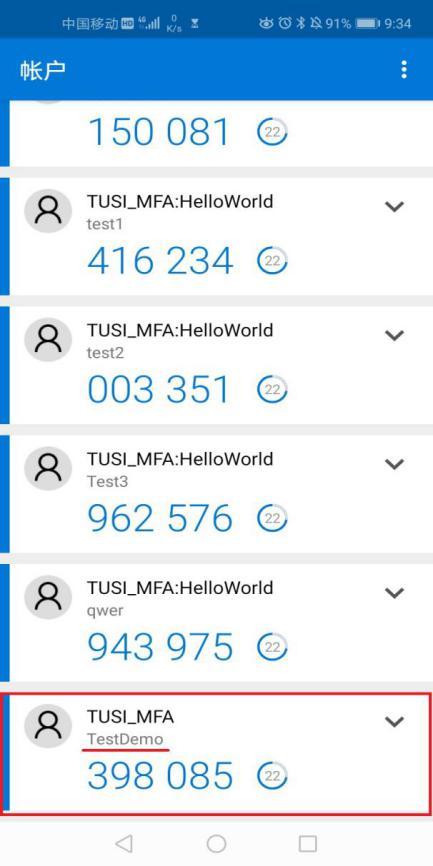 中国移动 HD 4G 0 K/s 91% 9:34
帐户
150 081 22
TUSI_MFA:HelloWorld
test1
416 234 22
TUSI_MFA:HelloWorld
test2
003 351 22
TUSI_MFA:HelloWorld
Test3
962 576 22
TUSI_MFA:HelloWorld
qwer
943 975 22
TUSI_MFA
TestDemo
398 085 22